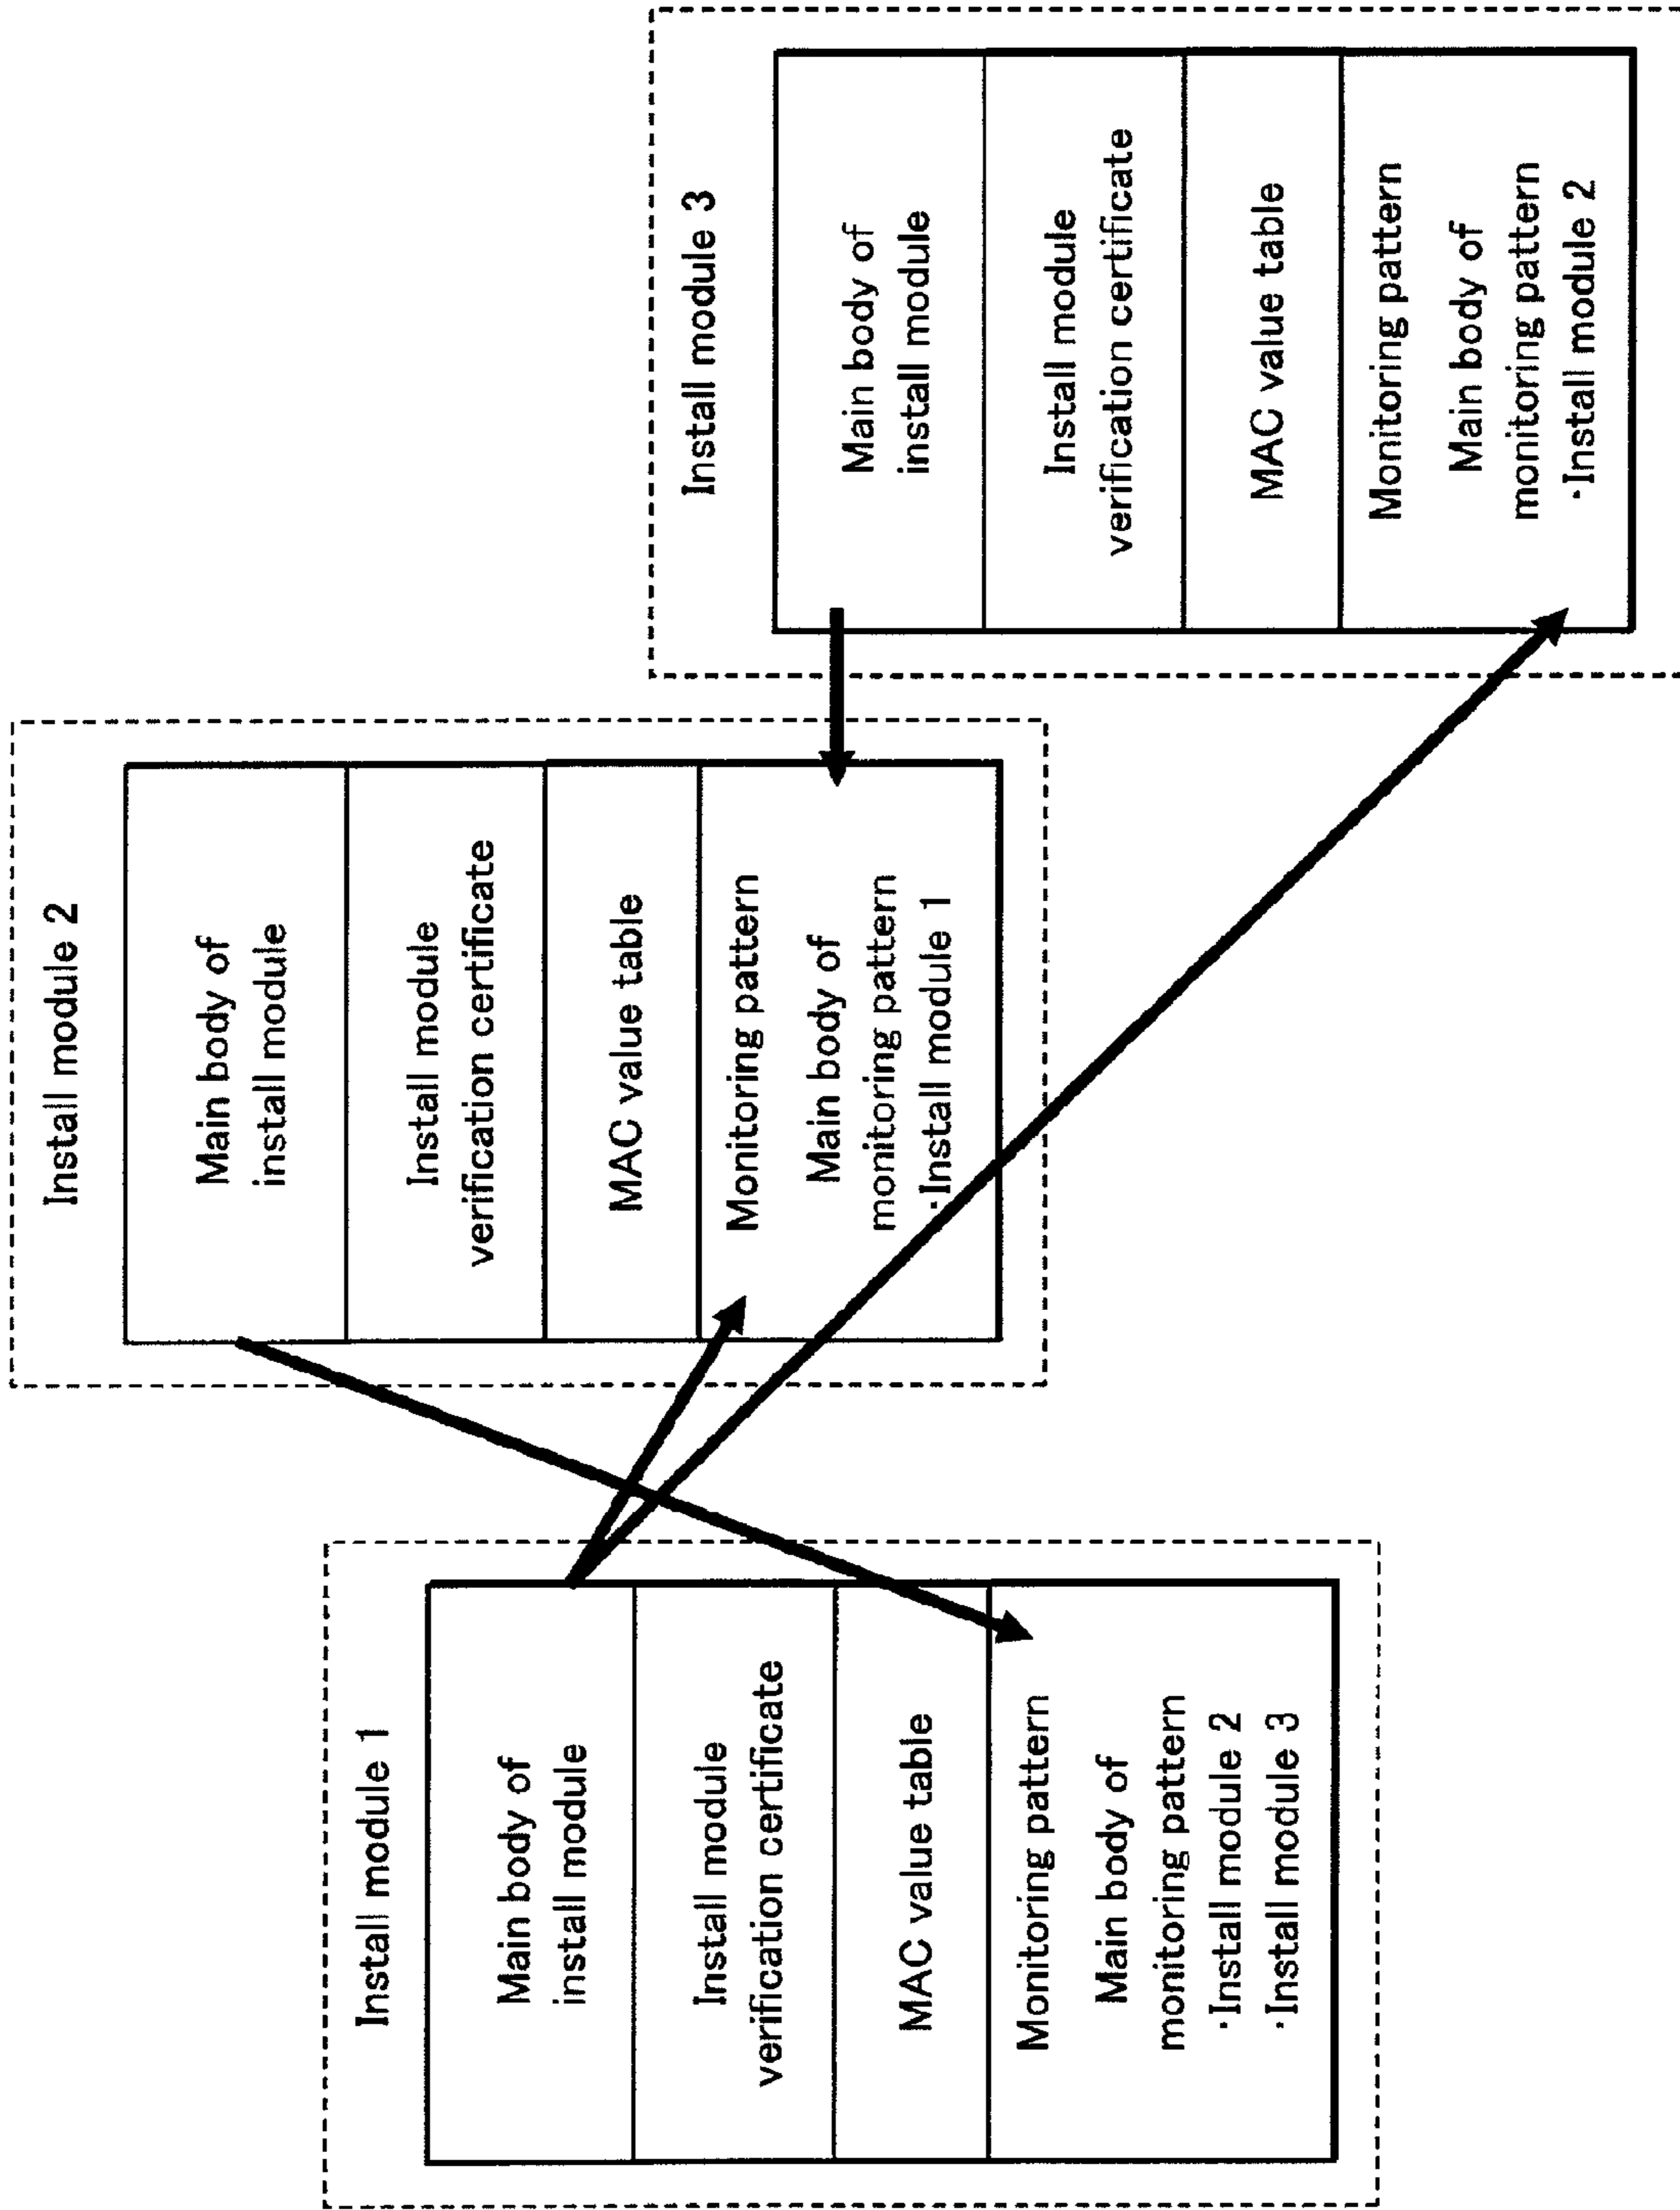 Install module 1
Main body of
install module
Install module
verification certificate
MAC value table
Monitoring pattern
Main body of
monitoring pattern
·Install module 2
·Install module 3
Install module 2
Main body of
install module
Install module
verification certificate
MAC value table
Monitoring pattern
Main body of
monitoring pattern
·Install module 1
Install module 3
Main body of
install module
Install module
verification certificate
MAC value table
Monitoring pattern
Main body of
monitoring pattern
·Install module 2